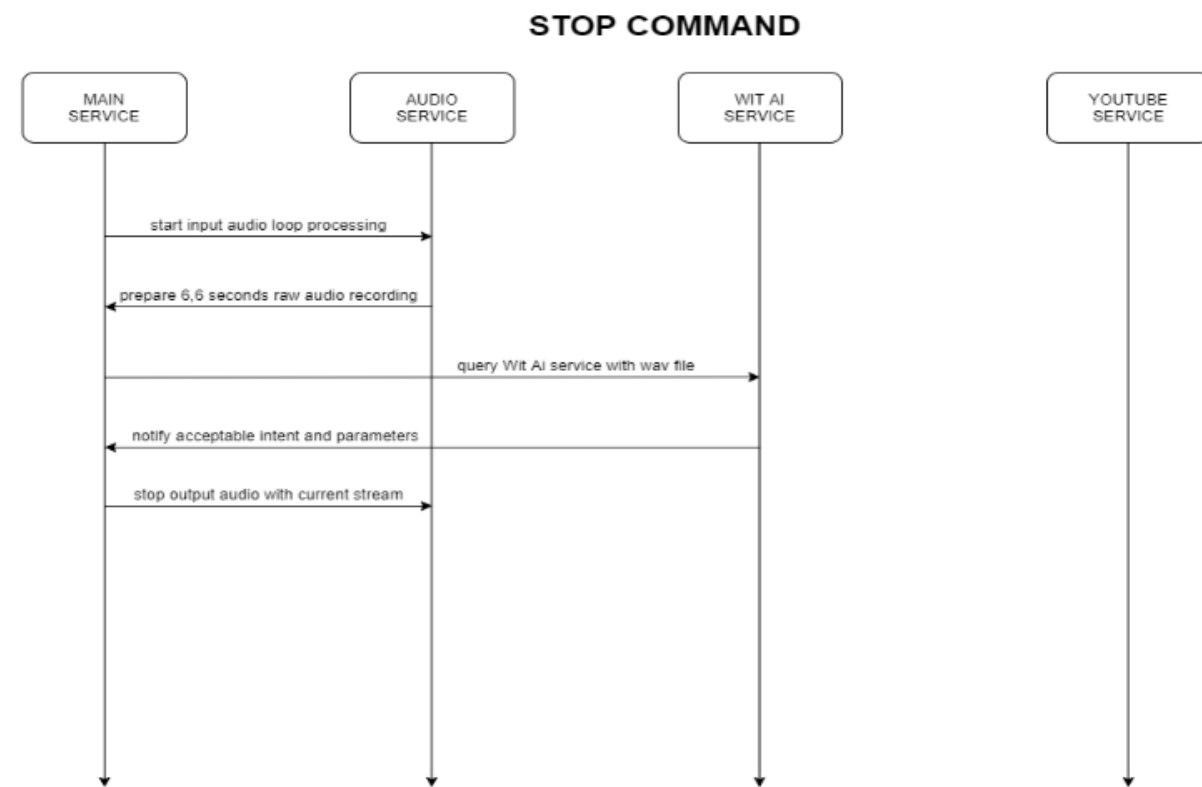 STOP COMMAND
MAIN
SERVICE
AUDIO
SERVICE
WIT AI
SERVICE
YOUTUBE
SERVICE
start input audio loop processing
prepare 6,6 seconds raw audio recording
query Wit Ai service with wav file
notify acceptable intent and parameters
stop output audio with current stream